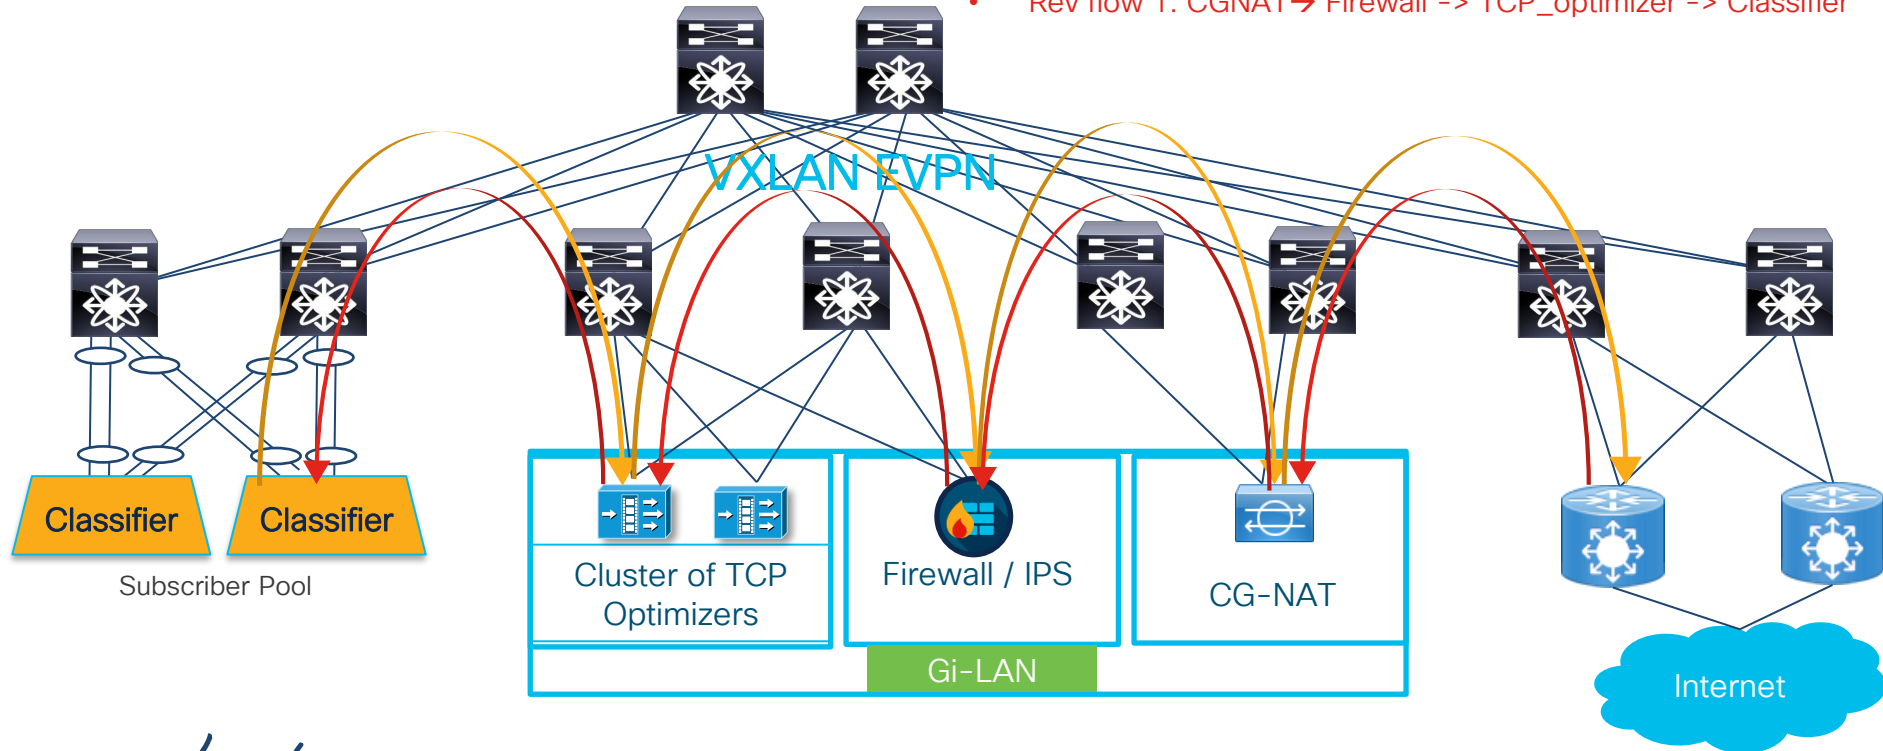 • Rev flow 1: CGNAT→ Firewall -> TCP_optimizer -> Classifier
VXLAN EVPN
Classifier
Classifier
Subscriber Pool
Cluster of TCP
Optimizers
Firewall / IPS
CG-NAT
Gi-LAN
Internet